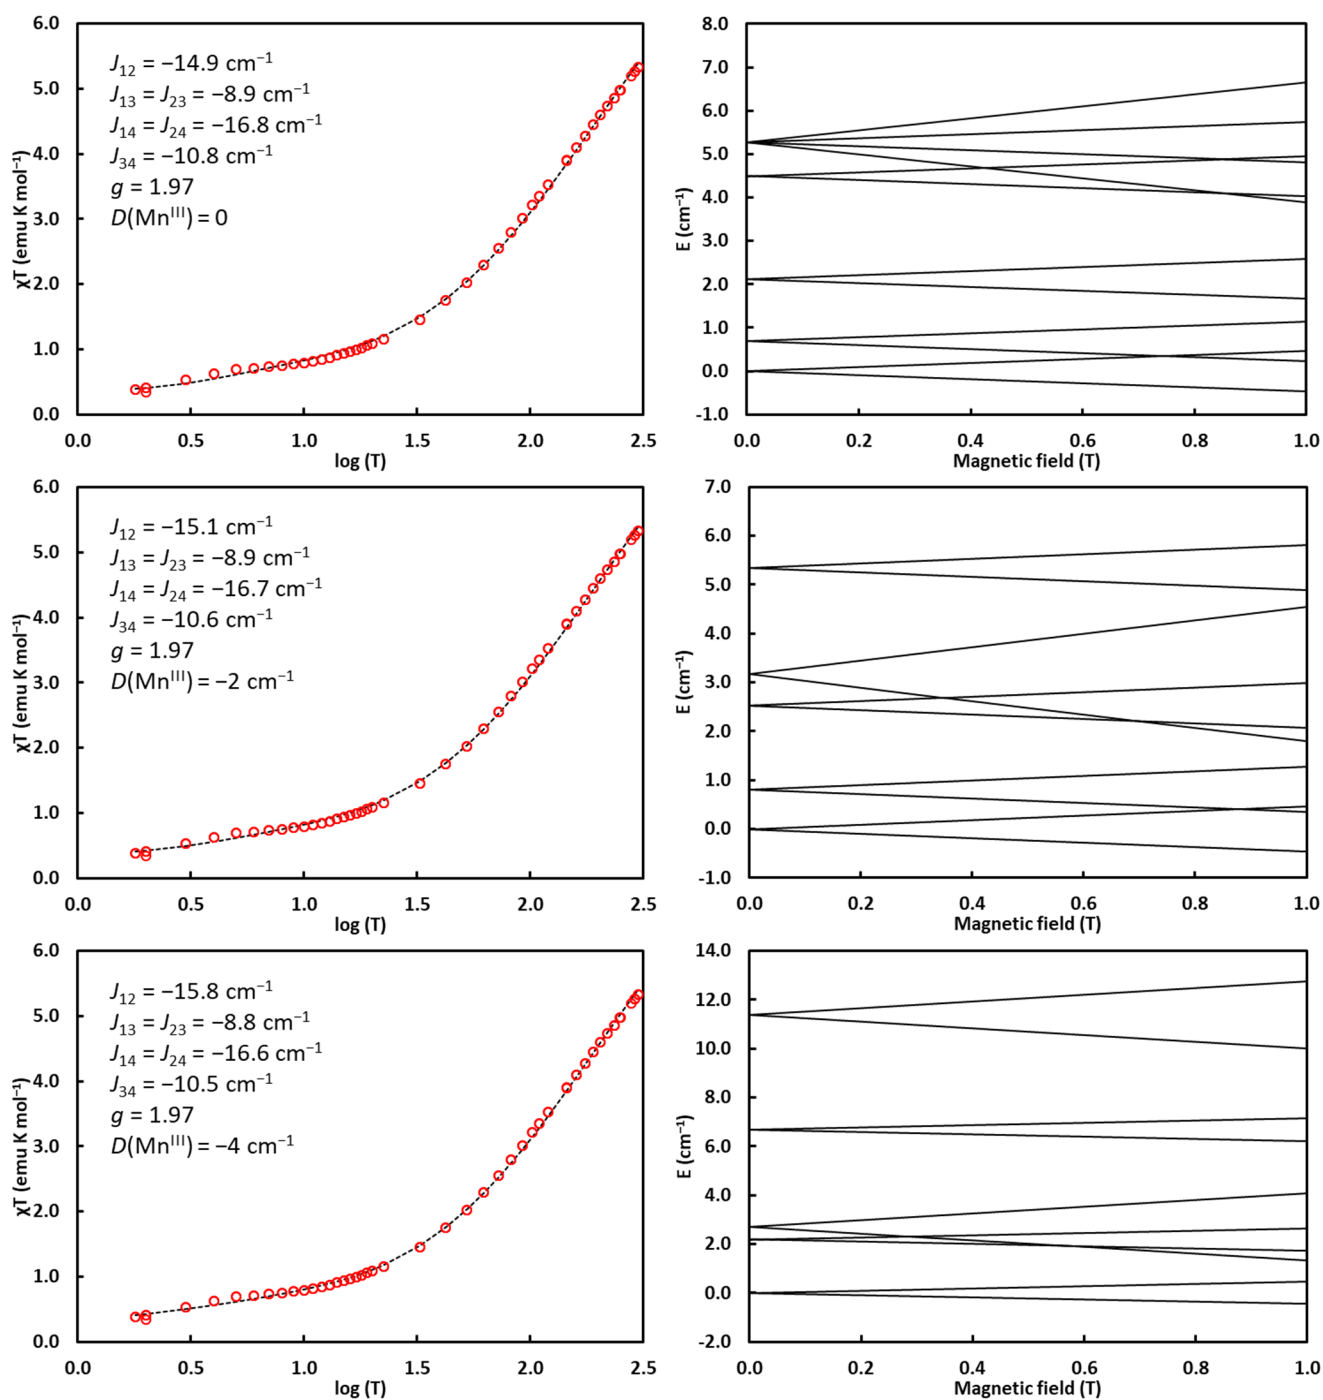 6.0
5.0
4.0
3.0
2.0
1.0
0.0
χT (emu K mol⁻¹)
J₁₂ = −14.9 cm⁻¹
J₁₃ = J₂₃ = −8.9 cm⁻¹
J₁₄ = J₂₄ = −16.8 cm⁻¹
J₃₄ = −10.8 cm⁻¹
g = 1.97
D(Mnᴵᴵᴵ) = 0
0.0 0.5 1.0 1.5 2.0 2.5
log (T)
8.0
7.0
6.0
5.0
4.0
3.0
2.0
1.0
0.0
-1.0
E (cm⁻¹)
0.0 0.2 0.4 0.6 0.8 1.0
Magnetic field (T)
6.0
5.0
4.0
3.0
2.0
1.0
0.0
χT (emu K mol⁻¹)
J₁₂ = −15.1 cm⁻¹
J₁₃ = J₂₃ = −8.9 cm⁻¹
J₁₄ = J₂₄ = −16.7 cm⁻¹
J₃₄ = −10.6 cm⁻¹
g = 1.97
D(Mnᴵᴵᴵ) = −2 cm⁻¹
0.0 0.5 1.0 1.5 2.0 2.5
log (T)
7.0
6.0
5.0
4.0
3.0
2.0
1.0
0.0
-1.0
E (cm⁻¹)
0.0 0.2 0.4 0.6 0.8 1.0
Magnetic field (T)
6.0
5.0
4.0
3.0
2.0
1.0
0.0
χT (emu K mol⁻¹)
J₁₂ = −15.8 cm⁻¹
J₁₃ = J₂₃ = −8.8 cm⁻¹
J₁₄ = J₂₄ = −16.6 cm⁻¹
J₃₄ = −10.5 cm⁻¹
g = 1.97
D(Mnᴵᴵᴵ) = −4 cm⁻¹
0.0 0.5 1.0 1.5 2.0 2.5
log (T)
14.0
12.0
10.0
8.0
6.0
4.0
2.0
0.0
-2.0
E (cm⁻¹)
0.0 0.2 0.4 0.6 0.8 1.0
Magnetic field (T)